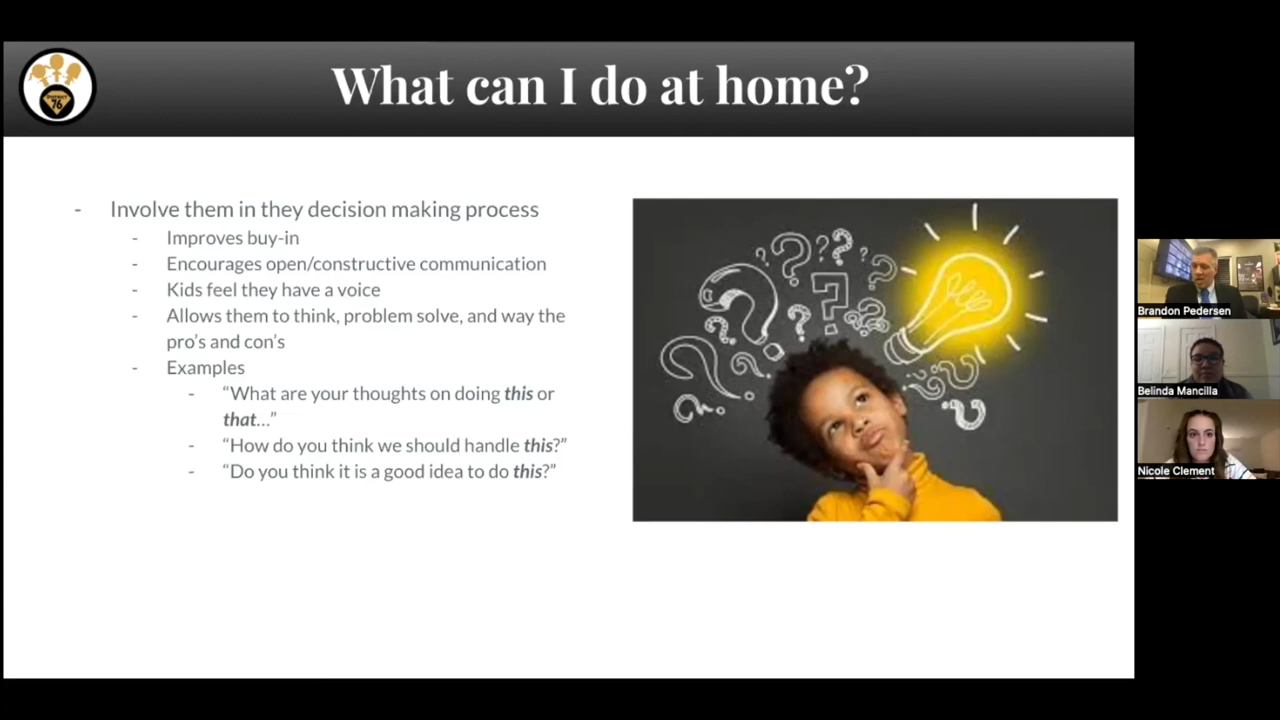 What can I do at home?
DISTRICT
76
- Involve them in they decision making process
- Improves buy-in
- Encourages open/constructive communication
- Kids feel they have a voice
- Allows them to think, problem solve, and way the
pro's and con's
- Examples
- “What are your thoughts on doing this or
that…”
- “How do you think we should handle this?”
- “Do you think it is a good idea to do this?”
Brandon Pedersen
Belinda Mancilla
Nicole Clement